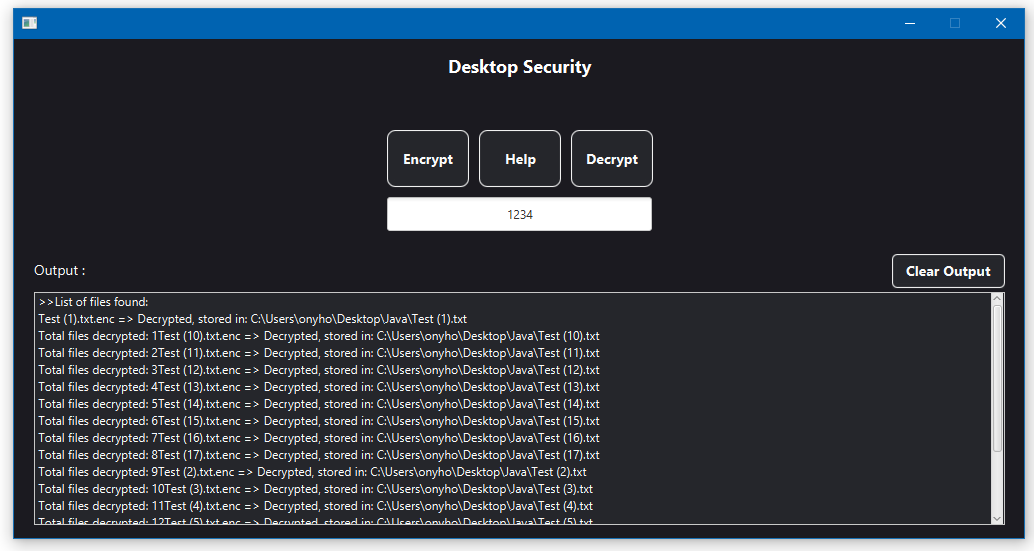 Desktop Security
Encrypt Help Decrypt
1234
Output :
Clear Output
>>List of files found:
Test (1).txt.enc => Decrypted, stored in: C:\Users\onyho\Desktop\Java\Test (1).txt
Total files decrypted: 1Test (10).txt.enc => Decrypted, stored in: C:\Users\onyho\Desktop\Java\Test (10).txt
Total files decrypted: 2Test (11).txt.enc => Decrypted, stored in: C:\Users\onyho\Desktop\Java\Test (11).txt
Total files decrypted: 3Test (12).txt.enc => Decrypted, stored in: C:\Users\onyho\Desktop\Java\Test (12).txt
Total files decrypted: 4Test (13).txt.enc => Decrypted, stored in: C:\Users\onyho\Desktop\Java\Test (13).txt
Total files decrypted: 5Test (14).txt.enc => Decrypted, stored in: C:\Users\onyho\Desktop\Java\Test (14).txt
Total files decrypted: 6Test (15).txt.enc => Decrypted, stored in: C:\Users\onyho\Desktop\Java\Test (15).txt
Total files decrypted: 7Test (16).txt.enc => Decrypted, stored in: C:\Users\onyho\Desktop\Java\Test (16).txt
Total files decrypted: 8Test (17).txt.enc => Decrypted, stored in: C:\Users\onyho\Desktop\Java\Test (17).txt
Total files decrypted: 9Test (2).txt.enc => Decrypted, stored in: C:\Users\onyho\Desktop\Java\Test (2).txt
Total files decrypted: 10Test (3).txt.enc => Decrypted, stored in: C:\Users\onyho\Desktop\Java\Test (3).txt
Total files decrypted: 11Test (4).txt.enc => Decrypted, stored in: C:\Users\onyho\Desktop\Java\Test (4).txt
Total files decrypted: 12Test (5).txt.enc => Decrypted, stored in: C:\Users\onyho\Desktop\Java\Test (5).txt